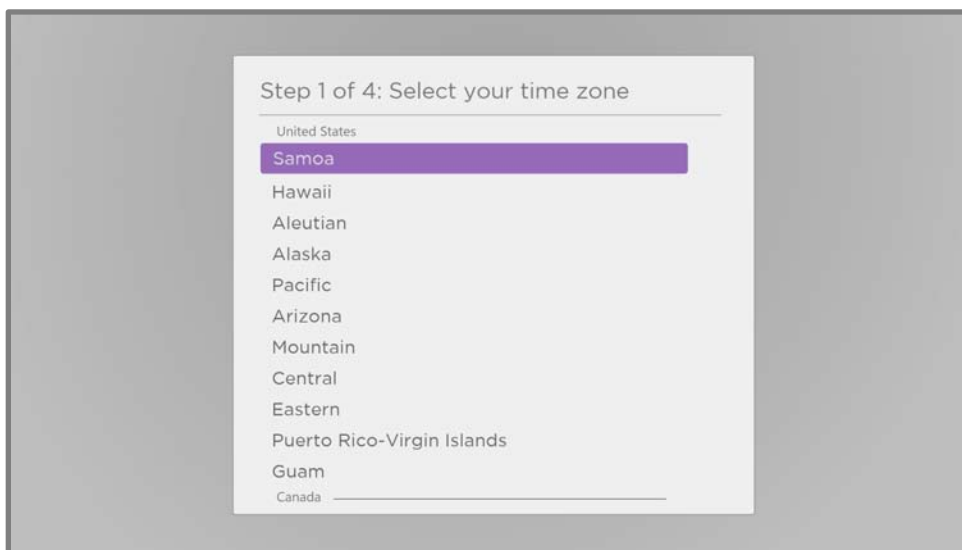 Step 1 of 4: Select your time zone
United States
Samoa
Hawaii
Aleutian
Alaska
Pacific
Arizona
Mountain
Central
Eastern
Puerto Rico-Virgin Islands
Guam
Canada